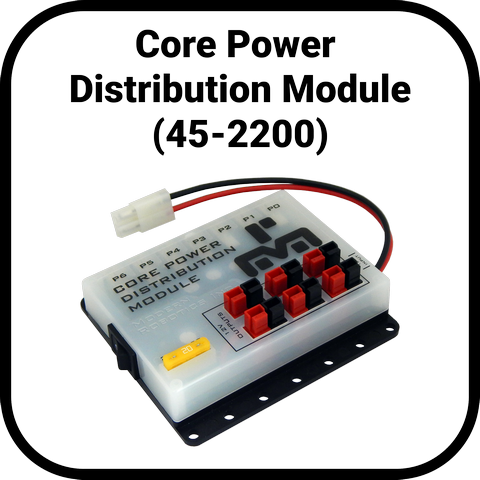 Core Power
Distribution Module
(45-2200)
P6 P5 P4 P3 P2 P1 P0
CORE POWER
DISTRIBUTION
MODULE
12V
OUTPUTS
20